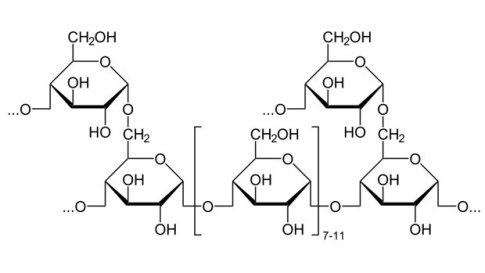 CH₂OH CH₂OH
O O
OH OH
...O ...O
OH O OH O
HO CH₂ HO CH₂
CH₂OH
O O O
OH OH OH
...O O O O...
OH OH OH
7-11